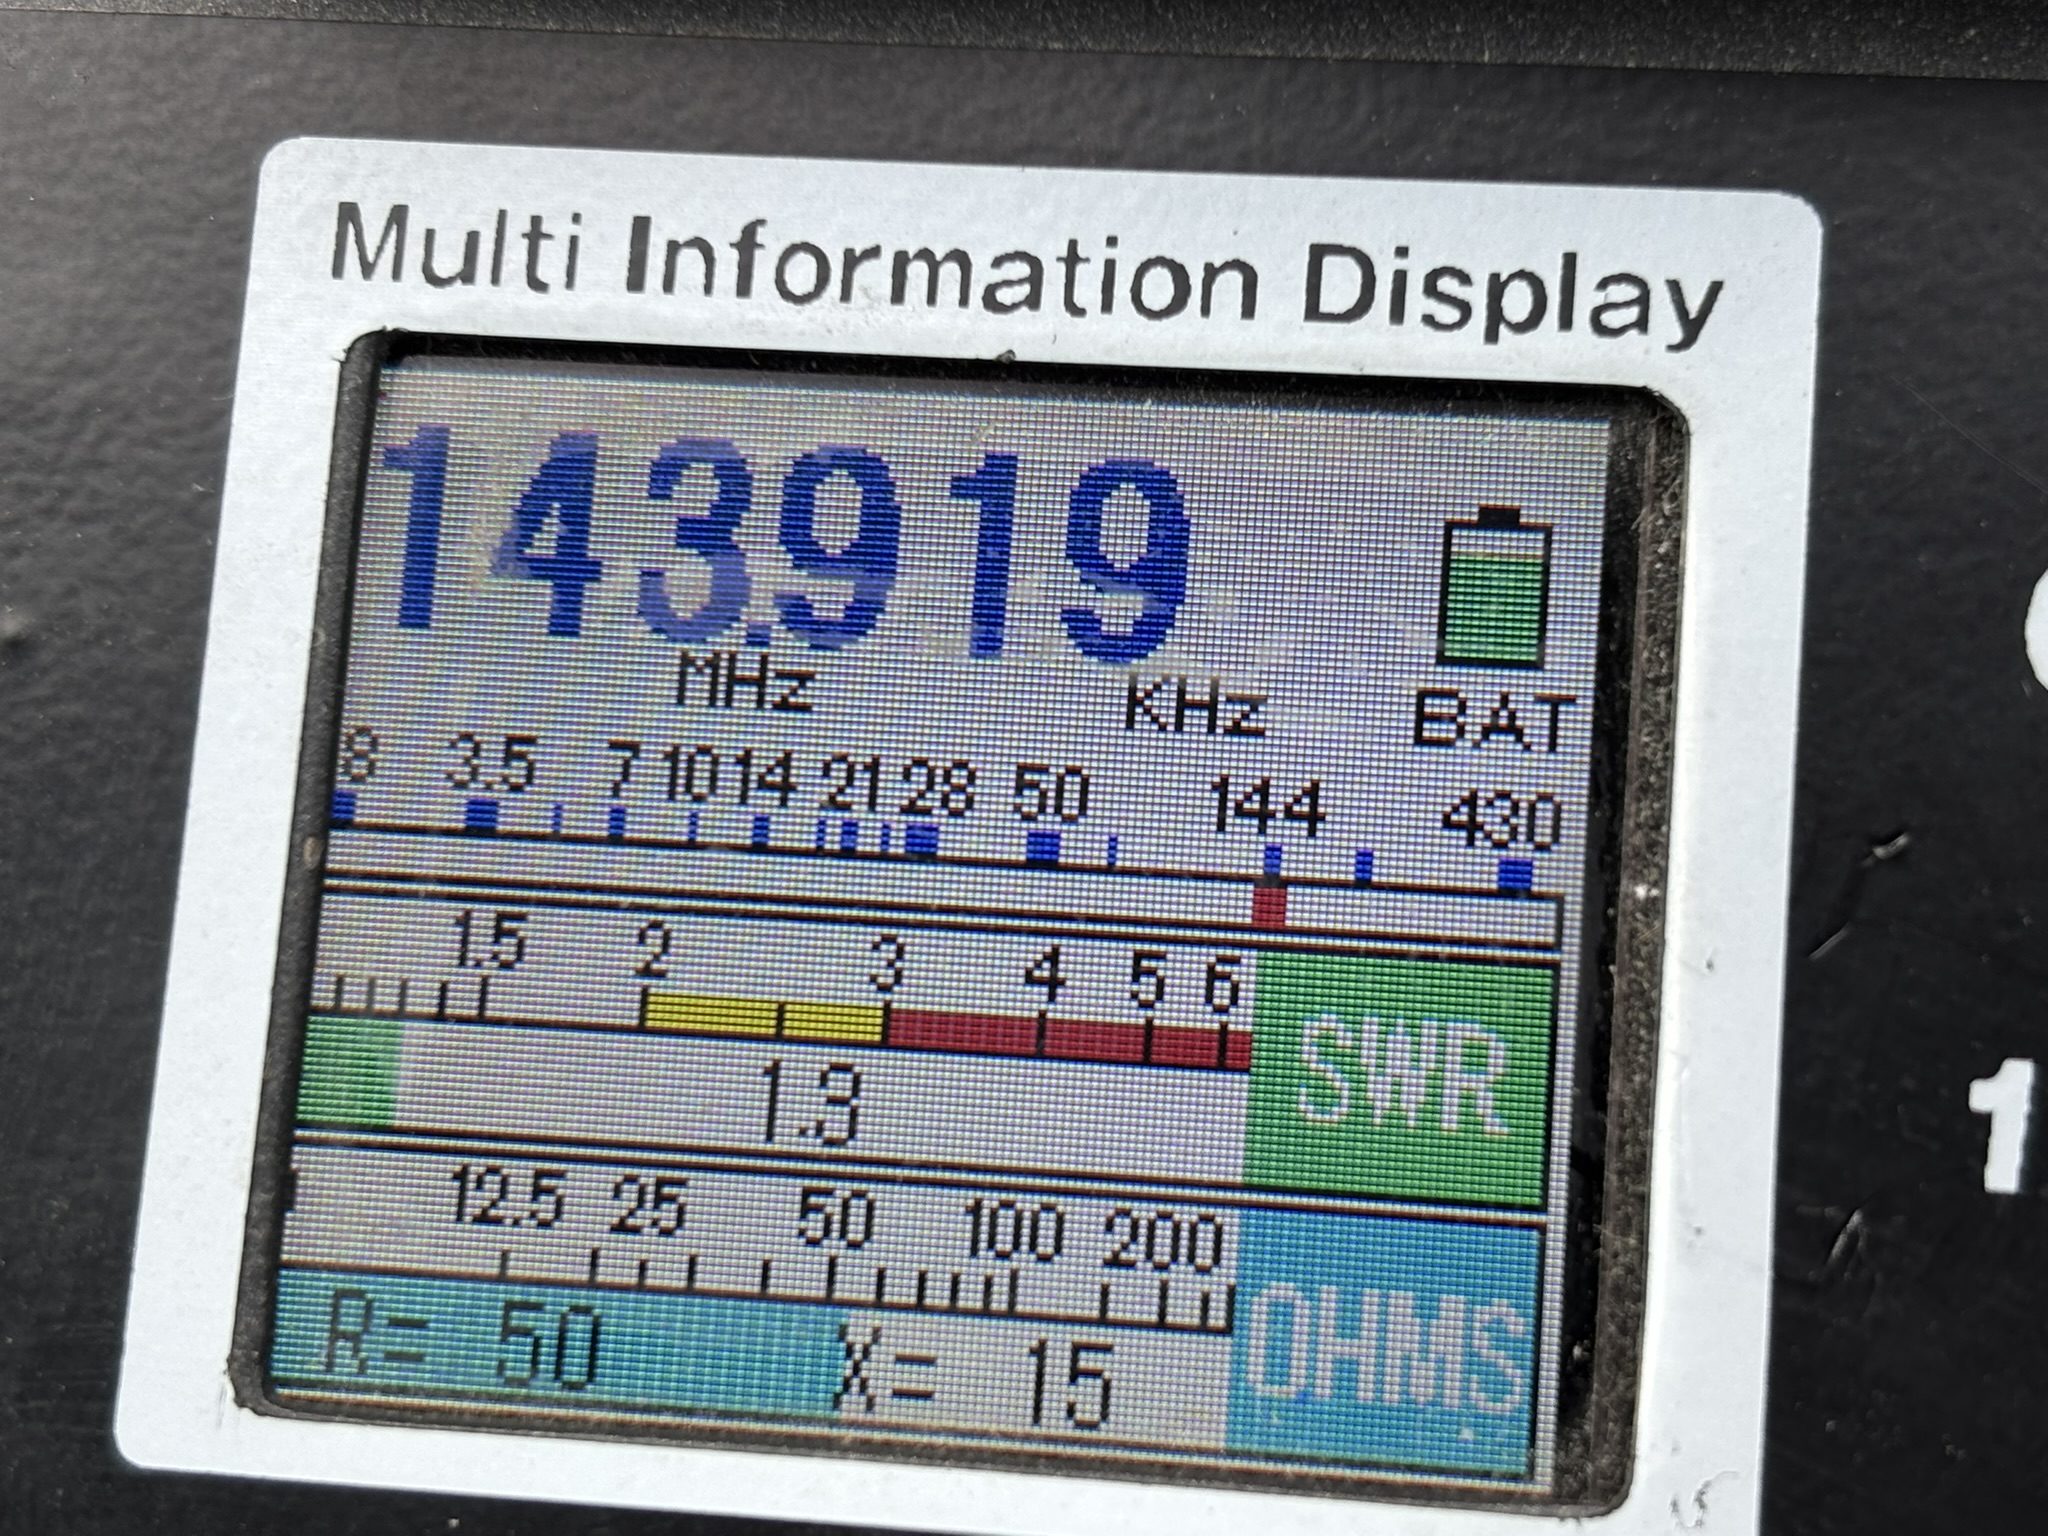 Multi Information Display
143.919
MHz KHz BAT
8 3.5 7 10 14 21 28 50 144 430
1.5 2 3 4 5 6
SWR
1.3
12.5 25 50 100 200
OHMS
R= 50 X= 15
1